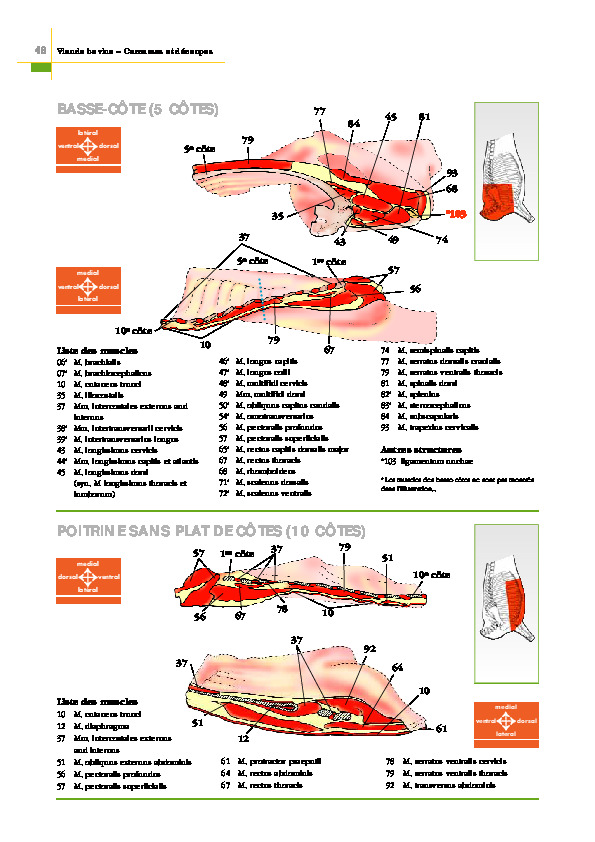 48 Viande bovine – Carcasses et découpes
BASSE-CÔTE (5 CÔTES)
latéral
ventral dorsal
medial
5e côte
79
77
84
45
81
93
68
*103
35
43
49
74
medial
ventral dorsal
lateral
37
5e côte
1re côte
57
56
10e côte
10
79
67
Liste des muscles
06* M. brachialis
07* M. brachiocephalicus
10 M. cutaneus trunci
35 M. iliocostalis
37 Mm. intercostales externus and
internus
38* Mm. intertransversarii cervicis
39* M. intertransversarius longus
43 M. longissimus cervicis
44* Mm. longissimus capitis et atlantis
45 M. longissimus dorsi
(syn. M longissimus thoracis et
lumborum)
46* M. longus capitis
47* M. longus colli
48* M. multifidi cervicis
49 Mm. multifidi dorsi
50* M. obliquus capitis caudalis
54* M. omotransversarius
56 M. pectoralis profundus
57 M. pectoralis superficialis
65* M. rectus capitis dorsalis major
67 M. rectus thoracis
68 M. rhomboideus
71* M. scalenus dorsalis
72* M. scalenus ventralis
74 M. semispinalis capitis
77 M. serratus dorsalis cranialis
79 M. serratus ventralis thoracis
81 M. spinalis dorsi
82* M. splenius
83* M. sternocephalicus
84 M. subscapularis
93 M. trapezius cervicalis
Autres structures
*103 ligamentum nuchae
* Les muscles des basse côtes ne sont pas montrés
dans l'illustration.
POITRINE SANS PLAT DE CÔTES (10 CÔTES)
medial
dorsal ventral
lateral
57
1re côte
37
79
51
10e côte
56
67
78
10
37
37
92
64
10
51
12
61
medial
ventral dorsal
lateral
Liste des muscles
10 M. cutaneus trunci
12 M. diaphragma
37 Mm. intercostales externus
and internus
51 M. obliquus externus abdominis
56 M. pectoralis profundus
57 M. pectoralis superficialis
61 M. protractor praeputii
64 M. rectus abdominis
67 M. rectus thoracis
78 M. serratus ventralis cervicis
79 M. serratus ventralis thoracis
92 M. transversus abdominis